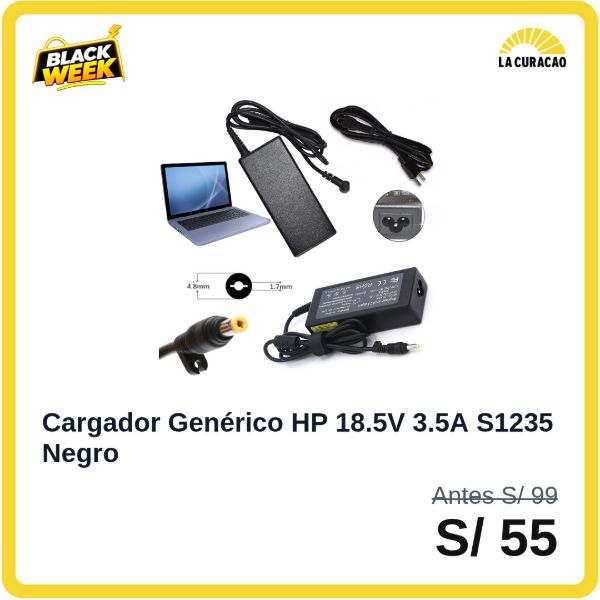 BLACK
WEEK
LA CURACAO
4.8mm
1.7mm
Cargador Genérico HP 18.5V 3.5A S1235
Negro
Antes S/ 99
S/ 55